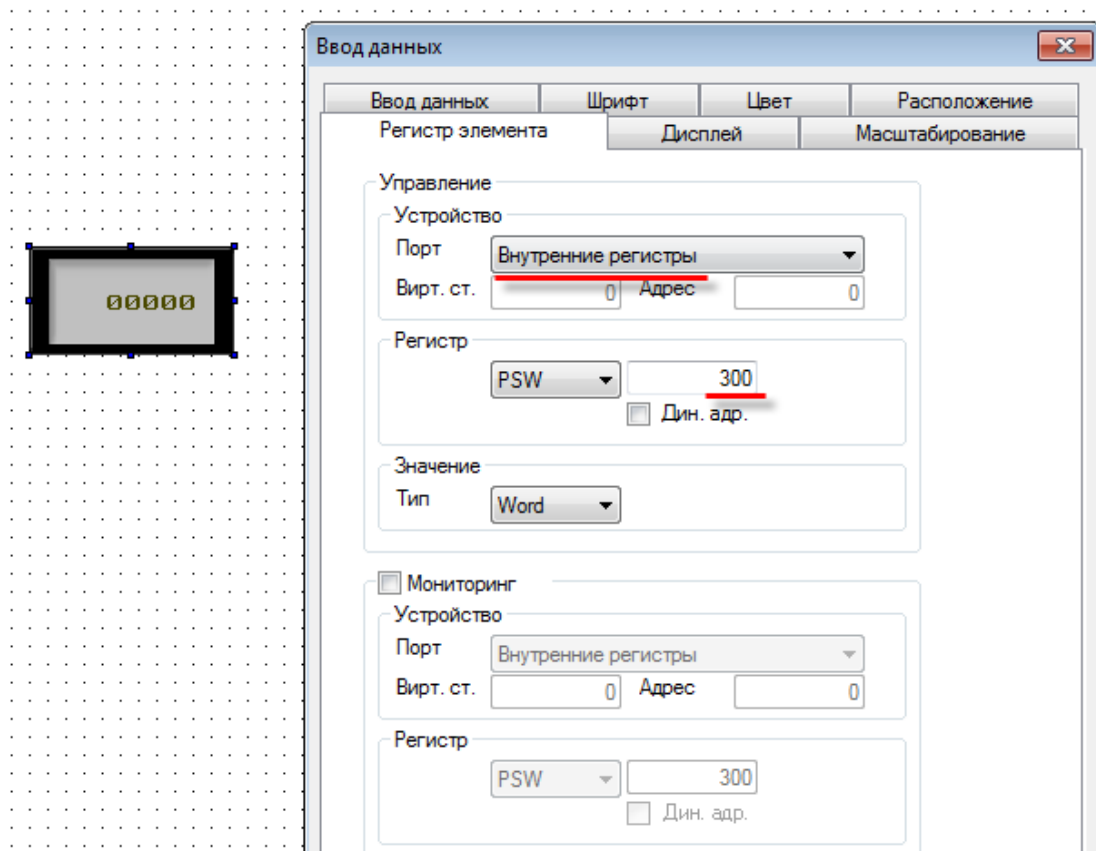 Ввод данных
Ввод данных Шрифт Цвет Расположение
Регистр элемента Дисплей Масштабирование
Управление
Устройство
Порт Внутренние регистры
00000
Вирт. ст. 0 Адрес 0
Регистр
PSW 300
Дин. адр.
Значение
Тип Word
Мониторинг
Устройство
Порт Внутренние регистры
Вирт. ст. 0 Адрес 0
Регистр
PSW 300
Дин. адр.